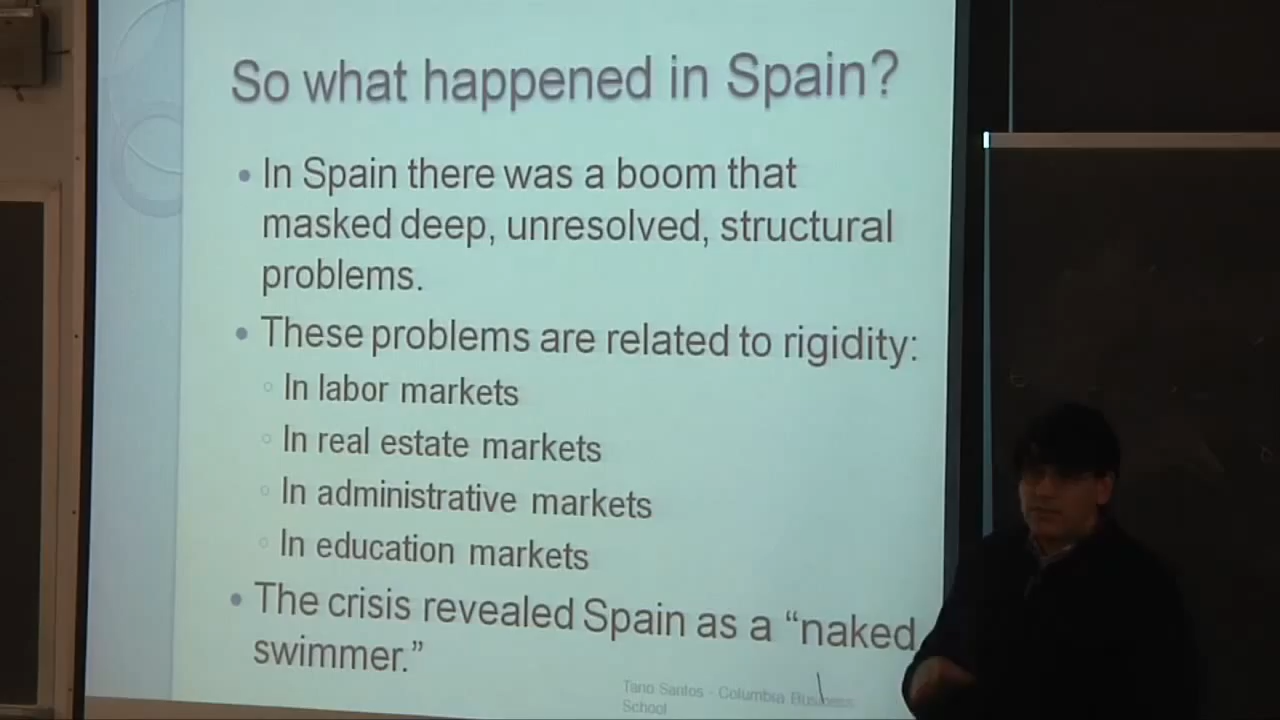 So what happened in Spain?
• In Spain there was a boom that
masked deep, unresolved, structural
problems.
• These problems are related to rigidity:
◦ In labor markets
◦ In real estate markets
◦ In administrative markets
◦ In education markets
• The crisis revealed Spain as a “naked
swimmer.”
Tano Santos - Columbia Business
School